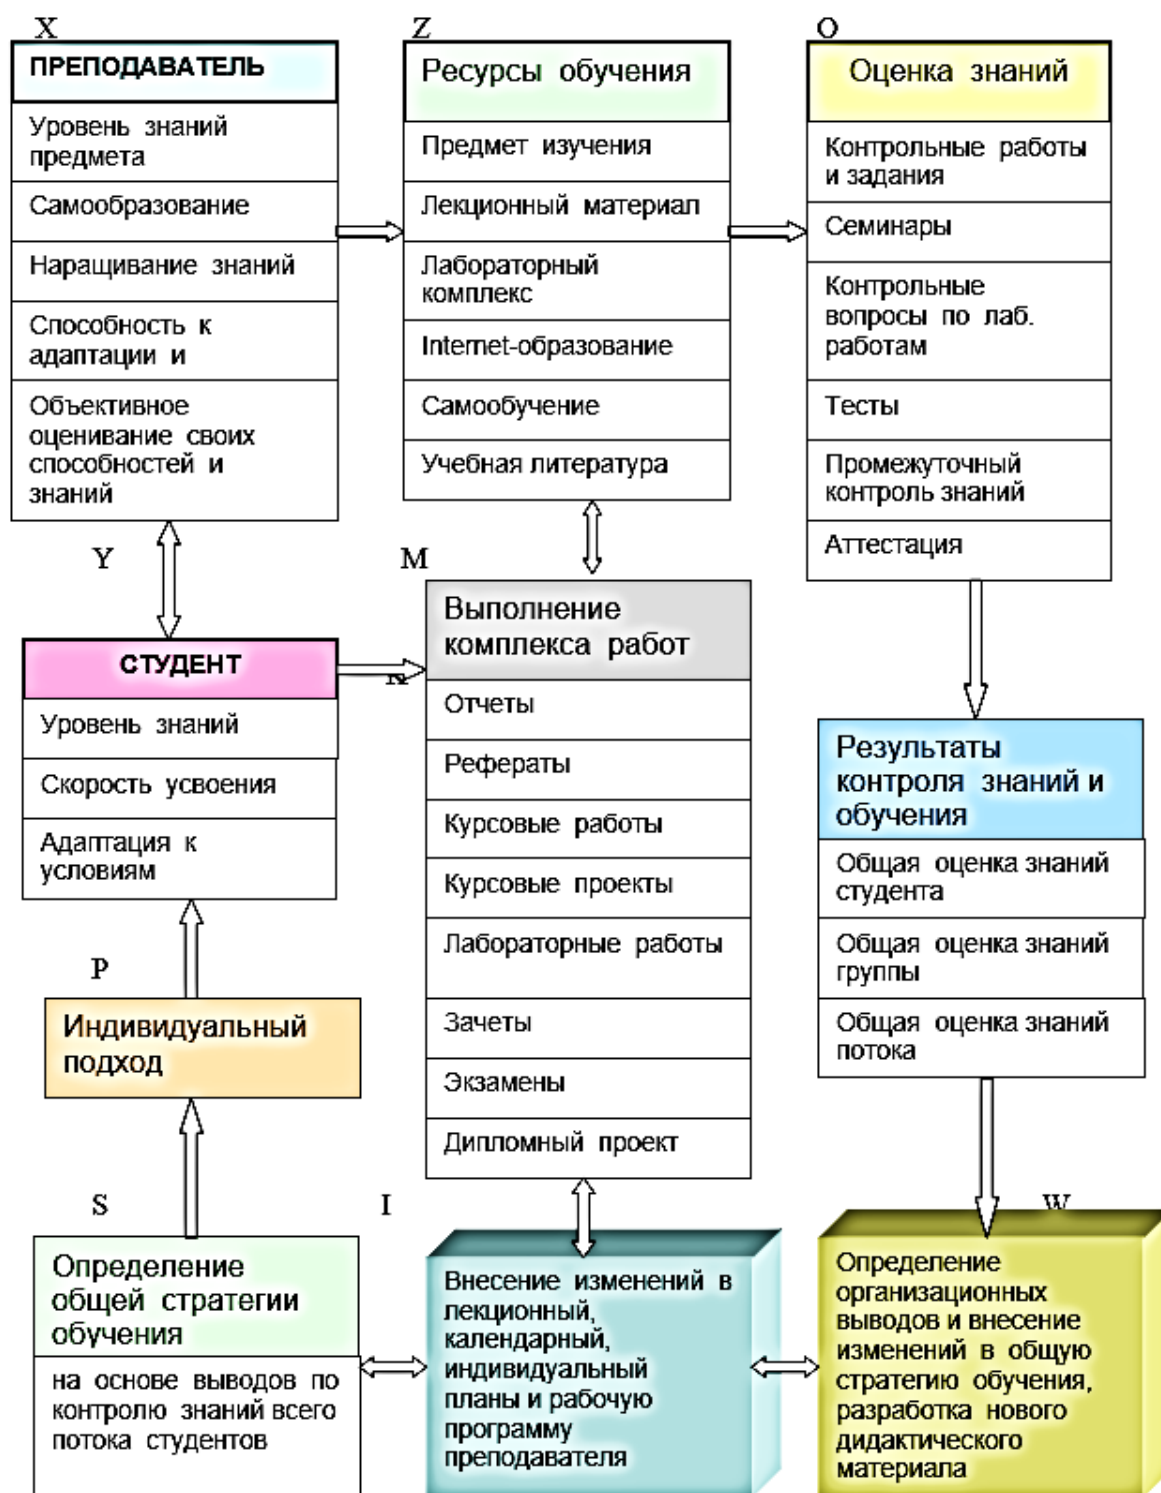 X
ПРЕПОДАВАТЕЛЬ
Уровень знаний
предмета
Самообразование
Наращивание знаний
Способность к
адаптации и
Объективное
оценивание своих
способностей и
знаний
Z
Ресурсы обучения
Предмет изучения
Лекционный материал
Лабораторный
комплекс
Internet-образование
Самообучение
Учебная литература
O
Оценка знаний
Контрольные работы
и задания
Семинары
Контрольные
вопросы по лаб.
работам
Тесты
Промежуточный
контроль знаний
Аттестация
Y
СТУДЕНТ
Уровень знаний
Скорость усвоения
Адаптация к
условиям
M
Выполнение
комплекса работ
Отчеты
Рефераты
Курсовые работы
Курсовые проекты
Лабораторные работы
Зачеты
Экзамены
Дипломный проект
Результаты
контроля знаний и
обучения
Общая оценка знаний
студента
Общая оценка знаний
группы
Общая оценка знаний
потока
P
Индивидуальный
подход
S
Определение
общей стратегии
обучения
на основе выводов по
контролю знаний всего
потока студентов
I
Внесение изменений в
лекционный,
календарный,
индивидуальный
планы и рабочую
программу
преподавателя
W
Определение
организационных
выводов и внесение
изменений в общую
стратегию обучения,
разработка нового
дидактического
материала